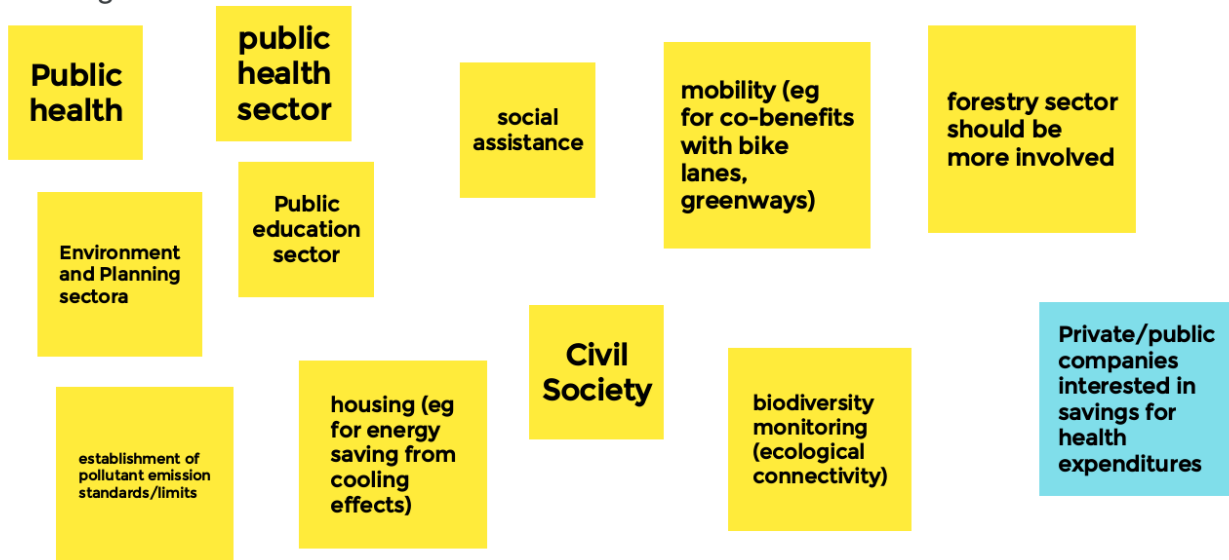 Public
health
public
health
sector
social
assistance
mobility (eg
for co-benefits
with bike
lanes,
greenways)
forestry sector
should be
more involved
Environment
and Planning
sectora
Public
education
sector
Civil
Society
Private/public
companies
interested in
savings for
health
expenditures
establishment of
pollutant emission
standards/limits
housing (eg
for energy
saving from
cooling
effects)
biodiversity
monitoring
(ecological
connectivity)